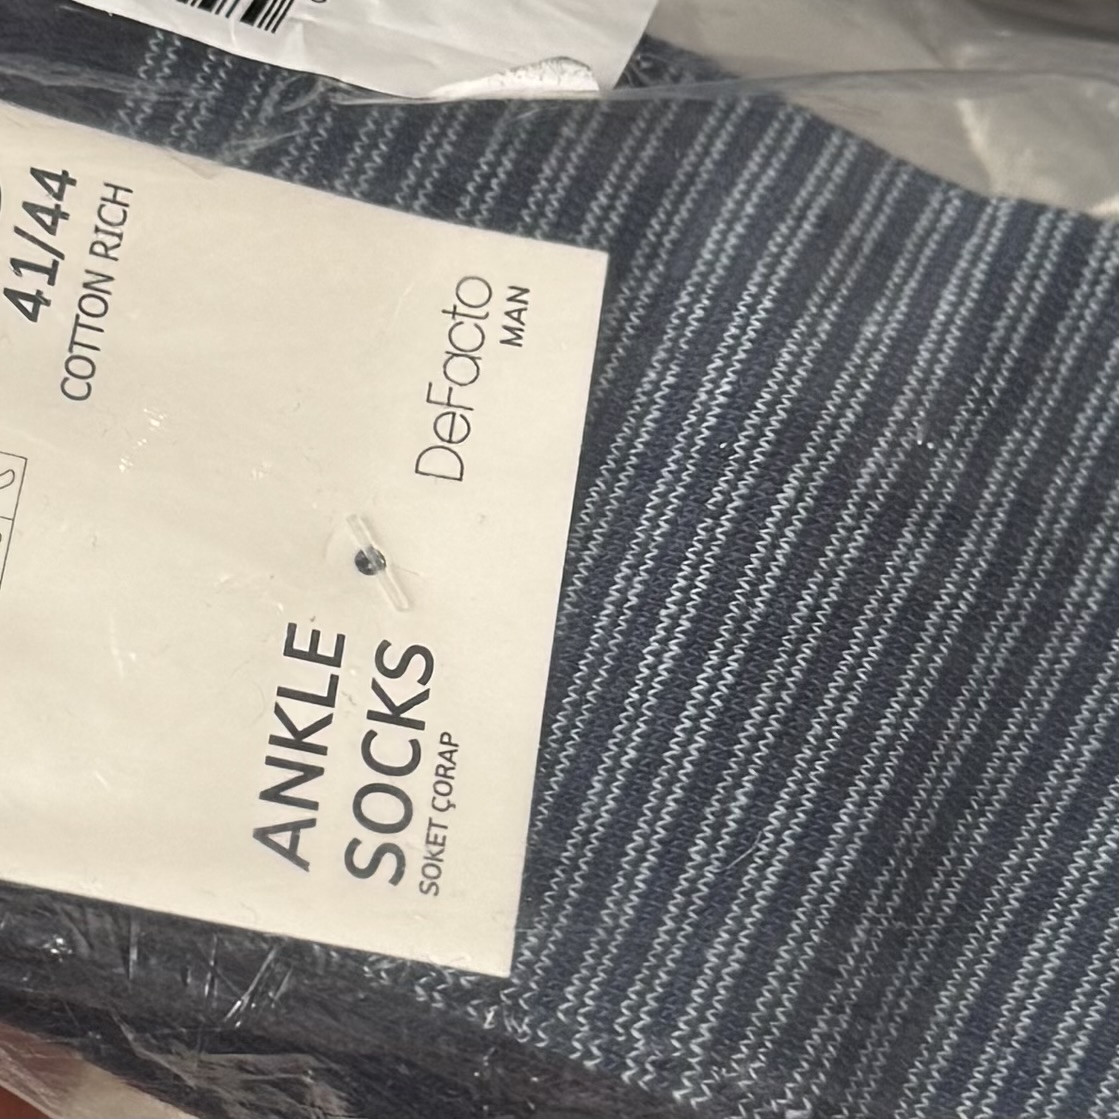 41/44
COTTON RICH
DeFacto
MAN
ANKLE
SOCKS
SOKET ÇORAP